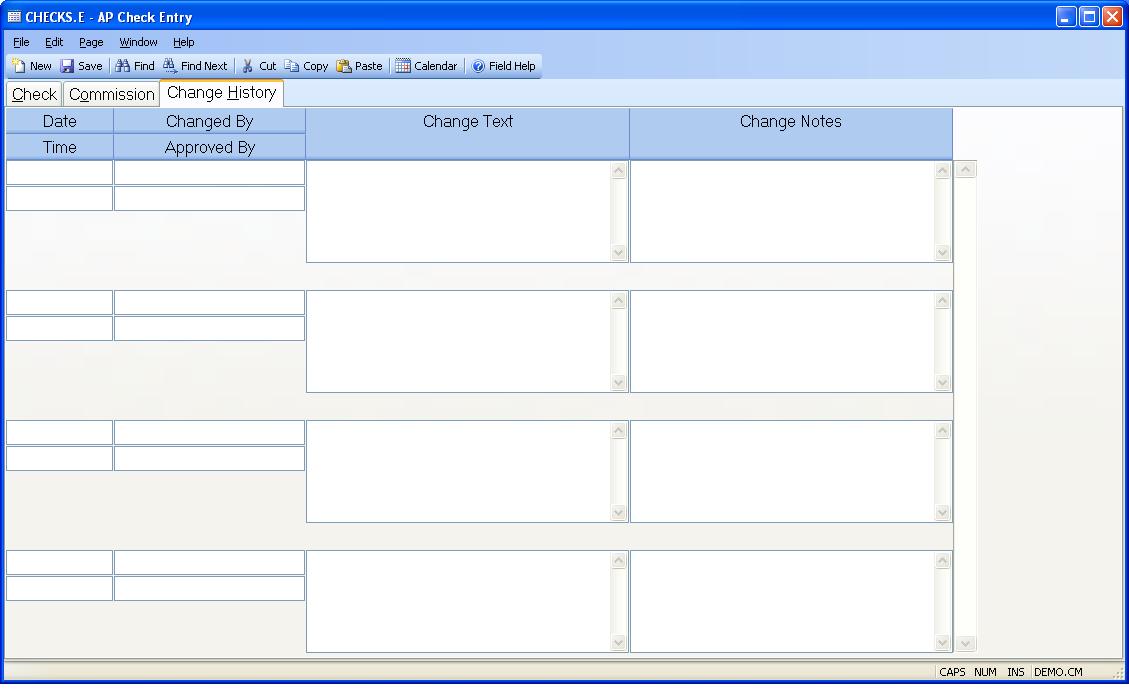 CHECKS.E - AP Check Entry
File Edit Page Window Help
New Save Find Find Next Cut Copy Paste Calendar Field Help
Check Commission Change History
Date Changed By Change Text Change Notes
Time Approved By
CAPS NUM INS DEMO.CM